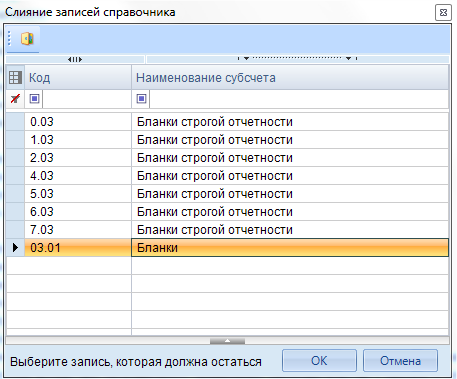 Слияние записей справочника
Код Наименование субсчета
0.03 Бланки строгой отчетности
1.03 Бланки строгой отчетности
2.03 Бланки строгой отчетности
4.03 Бланки строгой отчетности
5.03 Бланки строгой отчетности
6.03 Бланки строгой отчетности
7.03 Бланки строгой отчетности
03.01 Бланки
Выберите запись, которая должна остаться ОК Отмена